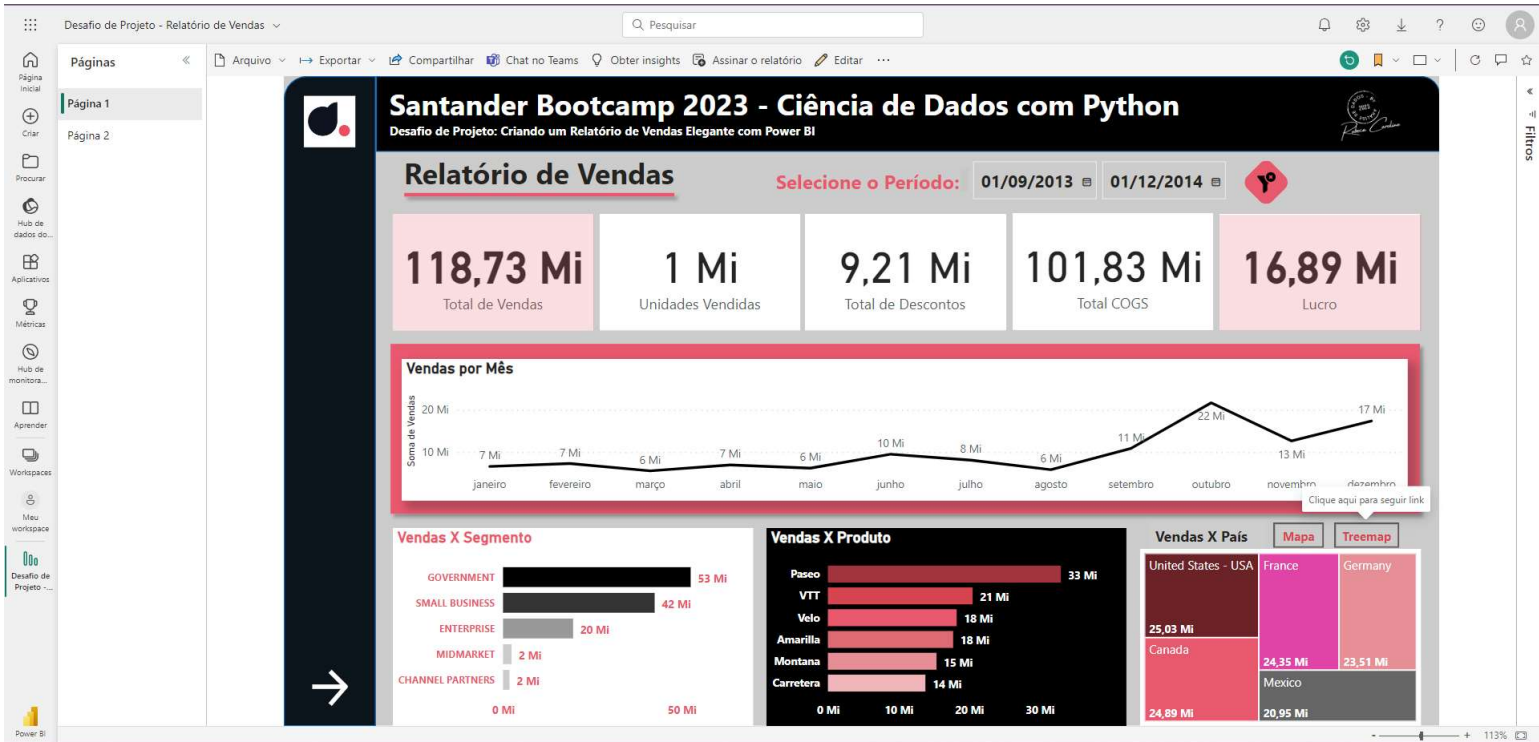 Desafio de Projeto - Relatório de Vendas
Pesquisar
Página Inicial
Criar
Procurar
Hub de dados do...
Aplicativos
Métricas
Hub de monitora...
Aprender
Workspaces
Meu workspace
Desafio de Projeto -...
Power BI
Páginas
Página 1
Página 2
Arquivo Exportar Compartilhar Chat no Teams Obter insights Assinar o relatório Editar ...
Filtros
Santander Bootcamp 2023 - Ciência de Dados com Python
Desafio de Projeto: Criando um Relatório de Vendas Elegante com Power BI
Relatório de Vendas
Selecione o Período: 01/09/2013 01/12/2014
118,73 Mi
Total de Vendas
1 Mi
Unidades Vendidas
9,21 Mi
Total de Descontos
101,83 Mi
Total COGS
16,89 Mi
Lucro
Vendas por Mês
Soma de Vendas
20 Mi
10 Mi
7 Mi 7 Mi 6 Mi 7 Mi 6 Mi 10 Mi 8 Mi 6 Mi 11 Mi 22 Mi 13 Mi 17 Mi
janeiro fevereiro março abril maio junho julho agosto setembro outubro novembro dezembro
Clique aqui para seguir link
Vendas X Segmento
GOVERNMENT 53 Mi
SMALL BUSINESS 42 Mi
ENTERPRISE 20 Mi
MIDMARKET 2 Mi
CHANNEL PARTNERS 2 Mi
0 Mi 50 Mi
Vendas X Produto
Paseo 33 Mi
VTT 21 Mi
Velo 18 Mi
Amarilla 18 Mi
Montana 15 Mi
Carretera 14 Mi
0 Mi 10 Mi 20 Mi 30 Mi
Vendas X País
Mapa
Treemap
United States - USA
25,03 Mi
France
24,35 Mi
Germany
23,51 Mi
Canada
24,89 Mi
Mexico
20,95 Mi
113%